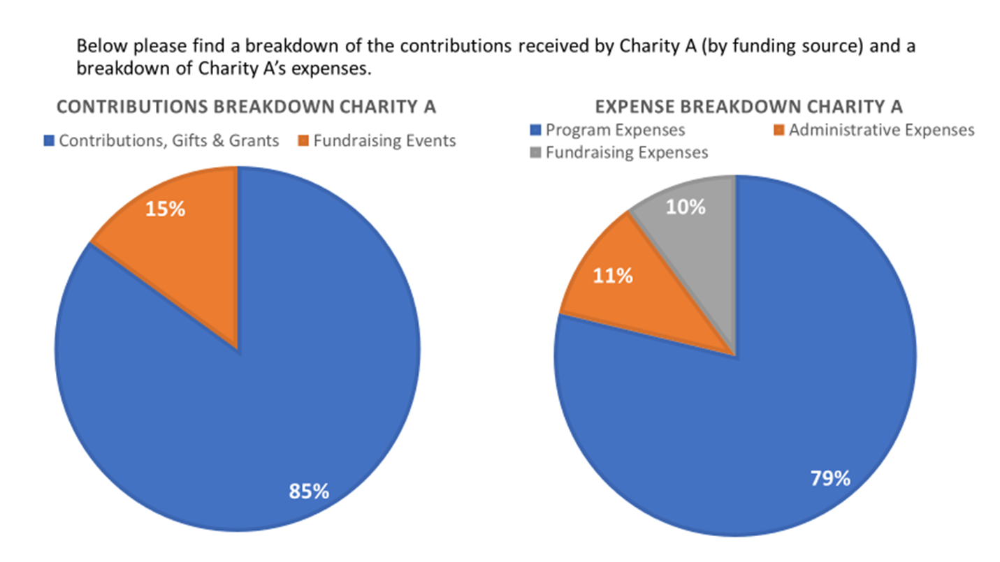 Below please find a breakdown of the contributions received by Charity A (by funding source) and a
breakdown of Charity A’s expenses.
CONTRIBUTIONS BREAKDOWN CHARITY A
Contributions, Gifts & Grants Fundraising Events
15%
85%
EXPENSE BREAKDOWN CHARITY A
Program Expenses Administrative Expenses
Fundraising Expenses
10%
11%
79%